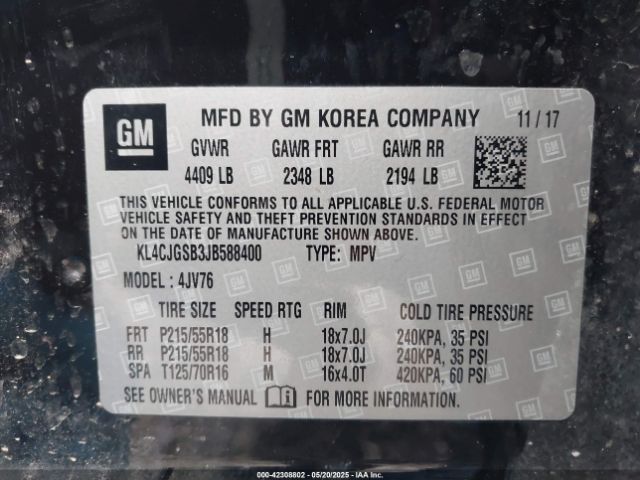 GM
MFD BY GM KOREA COMPANY 11/17
GVWR GAWR FRT GAWR RR
4409 LB 2348 LB 2194 LB
THIS VEHICLE CONFORMS TO ALL APPLICABLE U.S. FEDERAL MOTOR
VEHICLE SAFETY AND THEFT PREVENTION STANDARDS IN EFFECT
ON THE DATE OF MANUFACTURE SHOWN ABOVE.
KL4CJGSB3JB588400 TYPE: MPV
MODEL : 4JV76
TIRE SIZE SPEED RTG RIM COLD TIRE PRESSURE
FRT P215/55R18 H 18x7.0J 240KPA, 35 PSI
RR P215/55R18 H 18x7.0J 240KPA, 35 PSI
SPA T125/70R16 M 16x4.0T 420KPA, 60 PSI
SEE OWNER'S MANUAL FOR MORE INFORMATION.
000-42308802 - 05/20/2025 - IAAI.COM